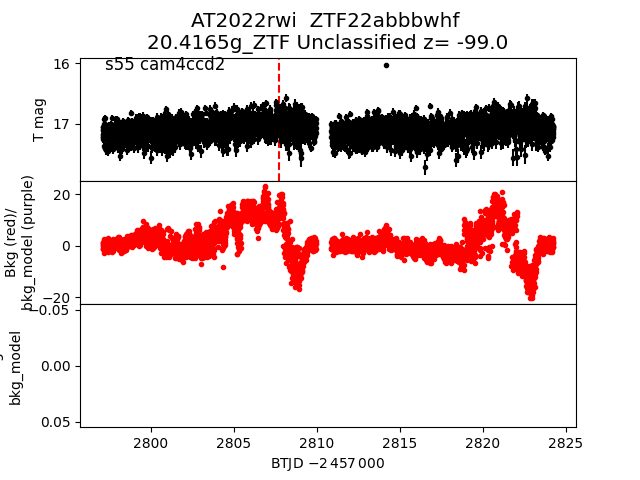 AT2022rwi ZTF22abbbwhf
20.4165g_ZTF Unclassified z= -99.0
s55 cam4ccd2
16
17
T mag
20
0
−20
Bkg (red)/
bkg_model (purple)
−0.05
0.00
0.05
bkg_model
2800
2805
2810
2815
2820
2825
BTJD −2 457 000